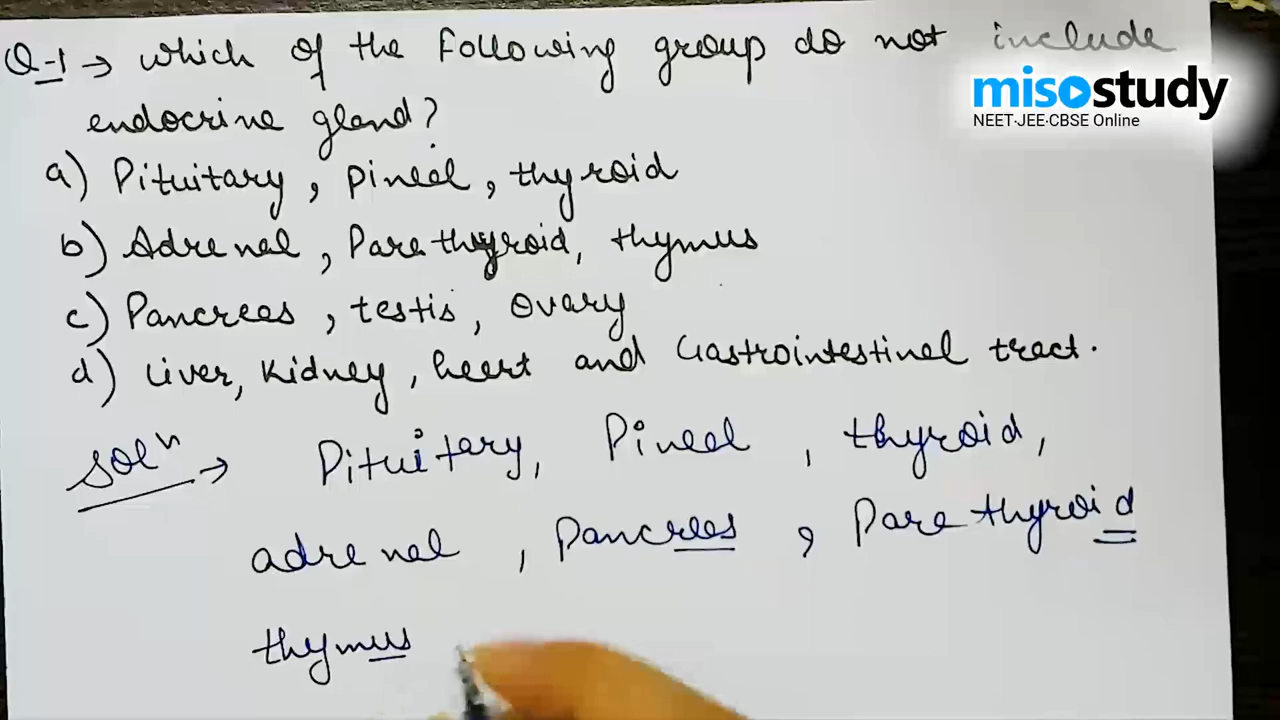 Q-1 → which of the following group do not include
misostudy
NEET-JEE-CBSE Online
endocrine gland?
a) Pituitary, pineal, thyroid
b) Adrenal, Parathyroid, thymus
c) Pancreas, testis, ovary
d) Liver, Kidney, heart and Gastrointestinal tract.
Solⁿ → Pituitary, Pineal, thyroid,
adrenal, Pancreas, Parathyroid
thymus